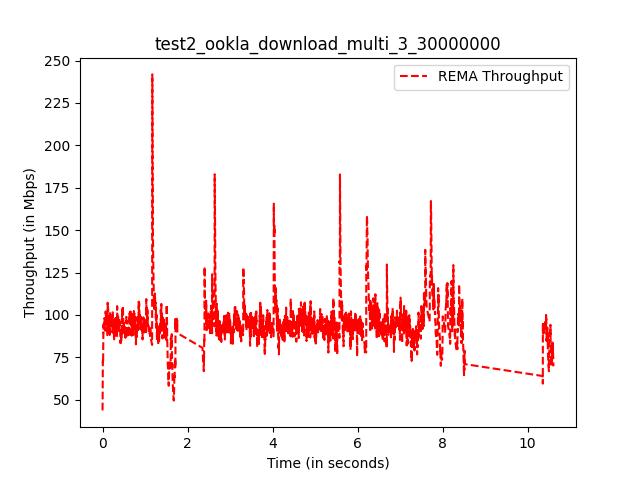 test2_ookla_download_multi_3_30000000
REMA Throughput
Throughput (in Mbps)
250
225
200
175
150
125
100
75
50
0 2 4 6 8 10
Time (in seconds)